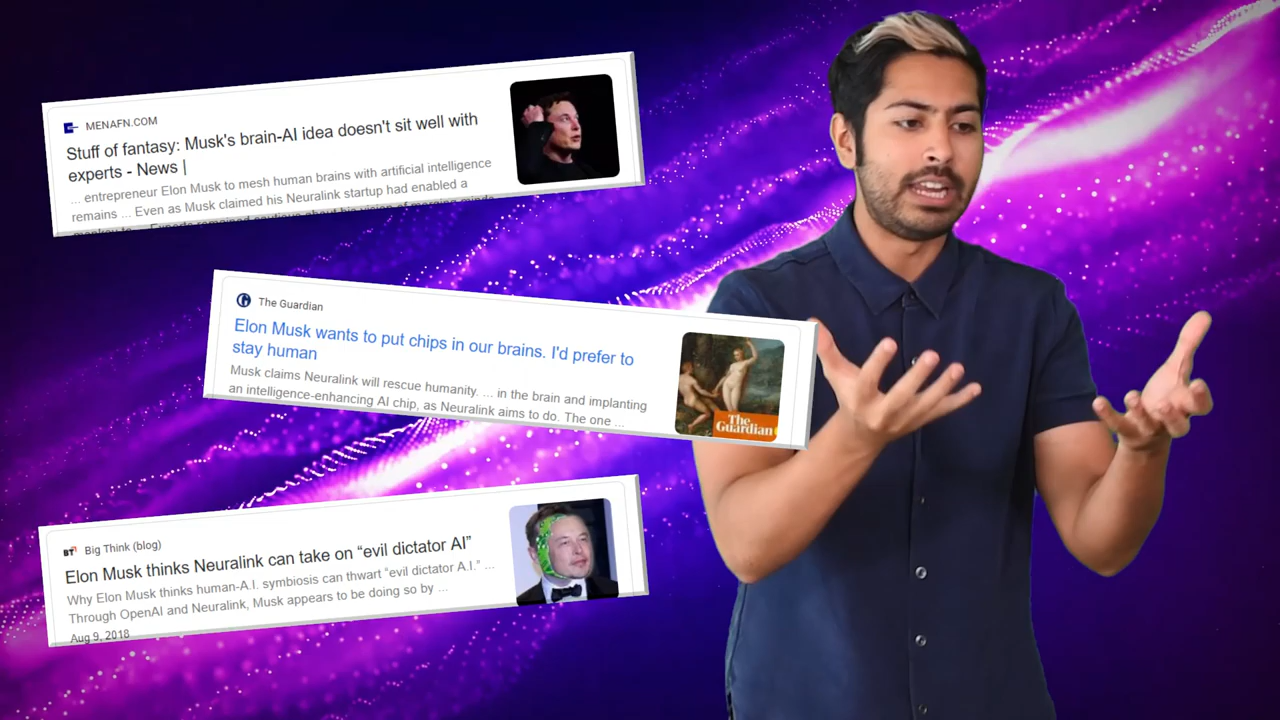 MENAFN.COM
Stuff of fantasy: Musk's brain-AI idea doesn't sit well with
experts - News |
... entrepreneur Elon Musk to mesh human brains with artificial intelligence
remains ... Even as Musk claimed his Neuralink startup had enabled a
The Guardian
Elon Musk wants to put chips in our brains. I'd prefer to
stay human
Musk claims Neuralink will rescue humanity. ... in the brain and implanting
an intelligence-enhancing AI chip, as Neuralink aims to do. The one ...
The
Guardian
BT
Big Think (blog)
Elon Musk thinks Neuralink can take on “evil dictator AI”
Why Elon Musk thinks human-A.I. symbiosis can thwart “evil dictator A.I.” ...
Through OpenAI and Neuralink, Musk appears to be doing so by ...
Aug 9, 2018